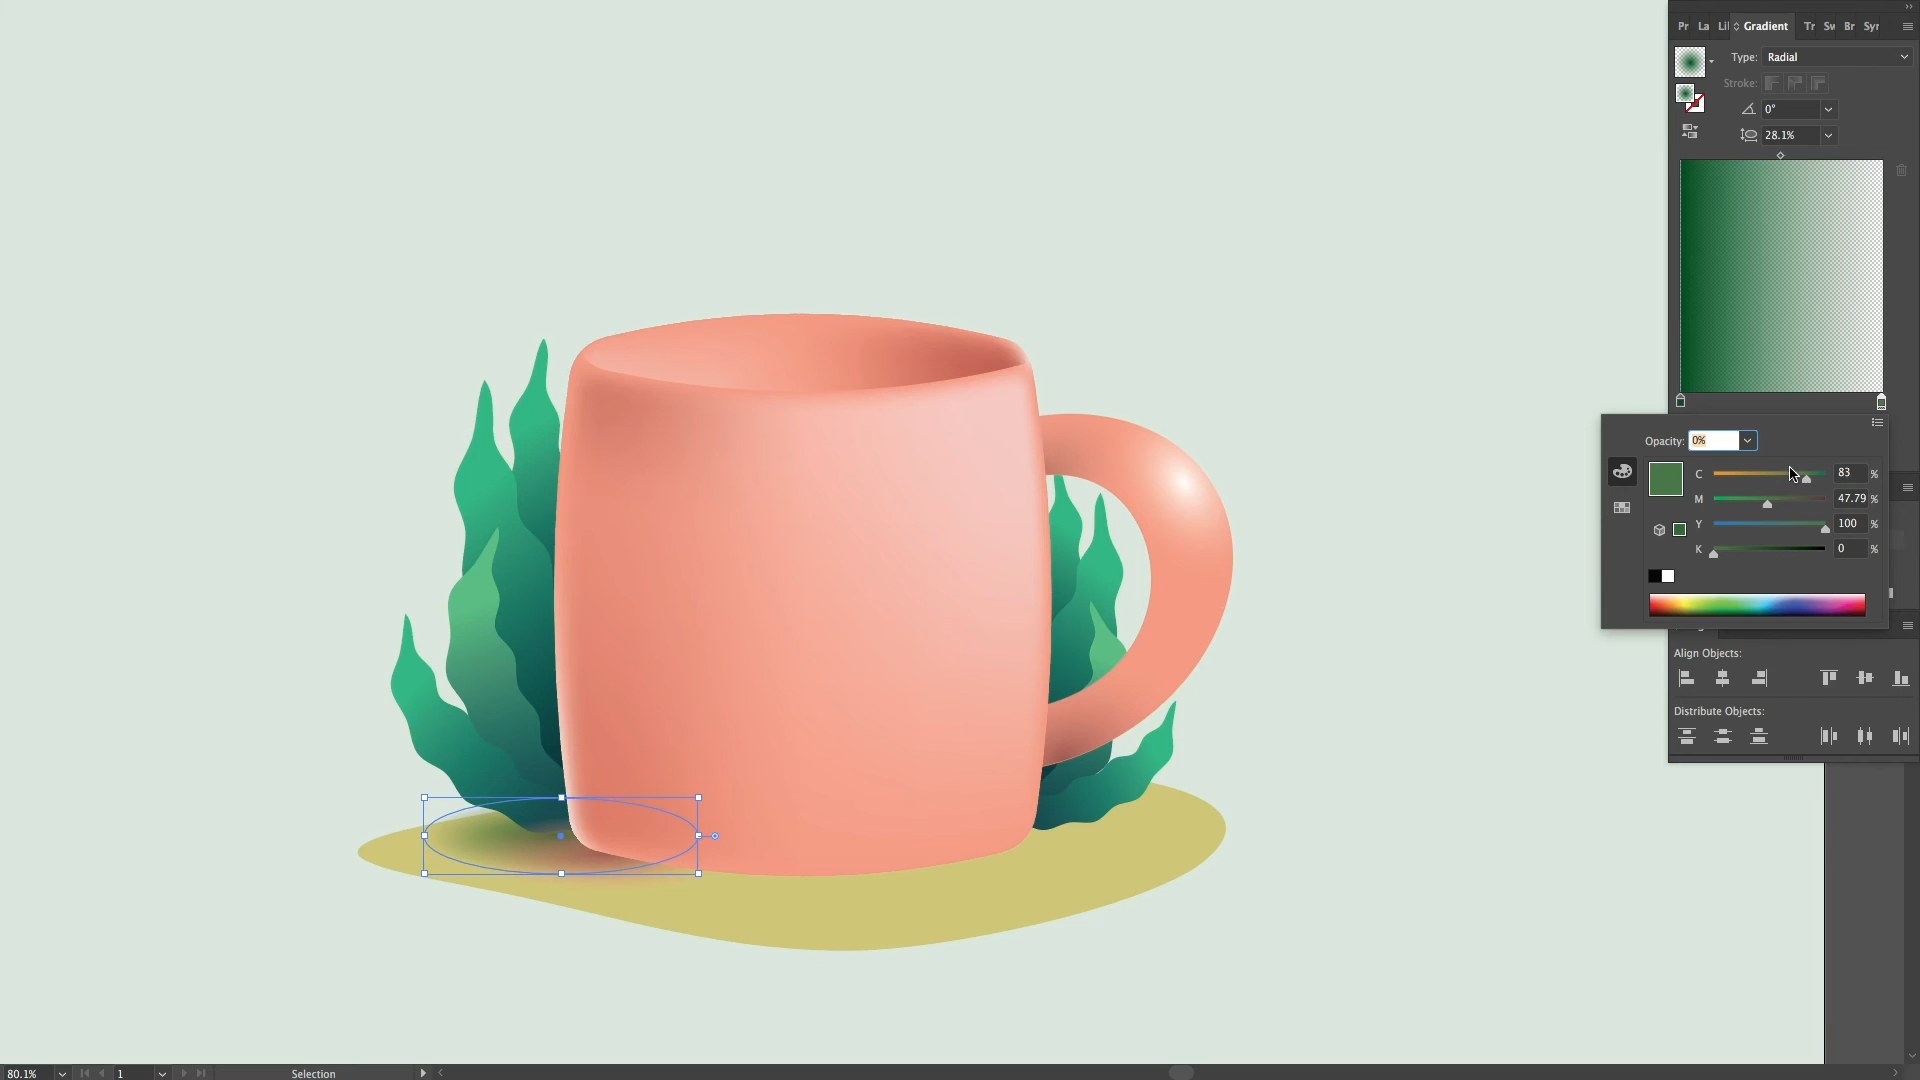 Pr La Lil Gradient Tr Sw Br Syr
Type: Radial
Stroke:
0°
28.1%
Opacity: 0%
C 83 %
M 47.79 %
Y 100 %
K 0 %
Align Objects:
Distribute Objects:
80.1% 1 Selection